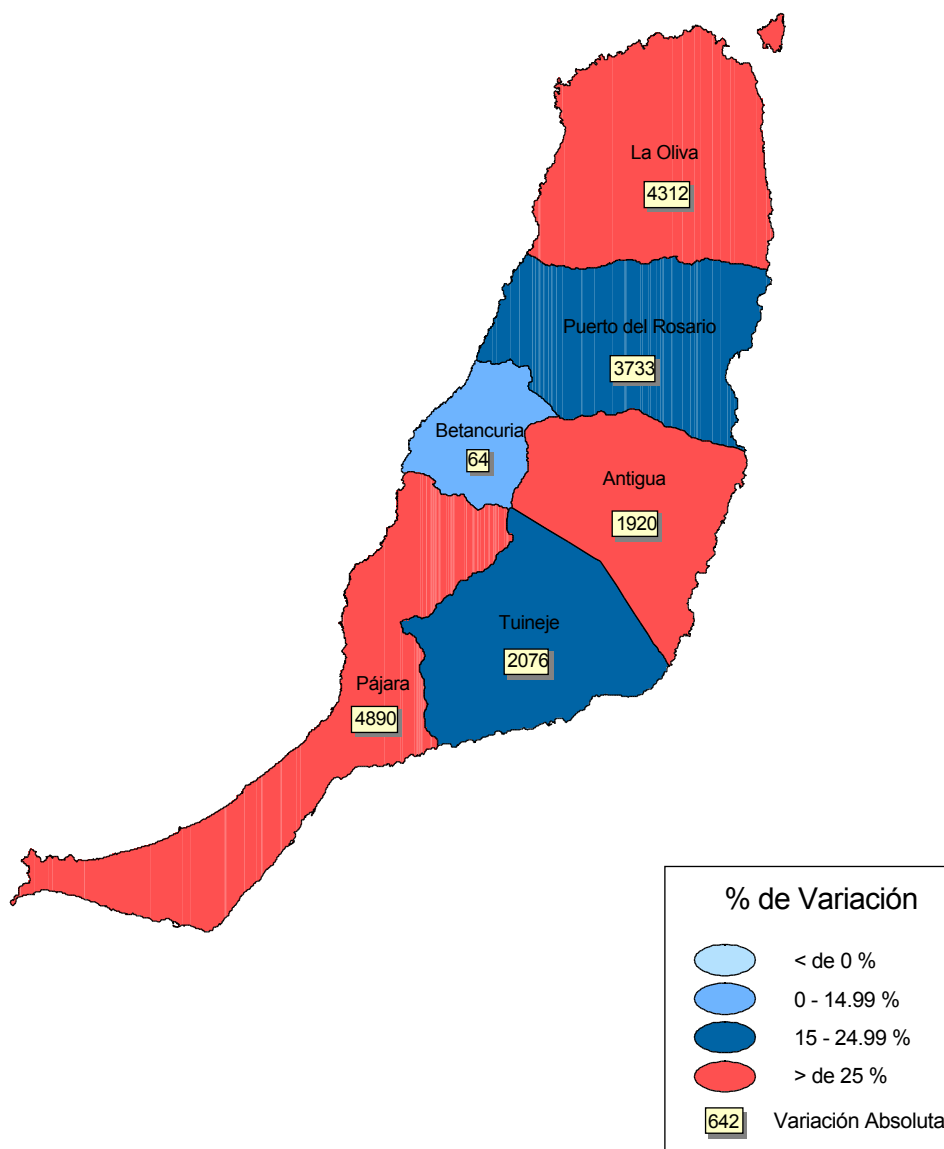 La Oliva
4312
Puerto del Rosario
3733
Betancuria
64
Antigua
1920
Tuineje
2076
Pájara
4890
% de Variación
< de 0 %
0 - 14.99 %
15 - 24.99 %
> de 25 %
642 Variación Absoluta